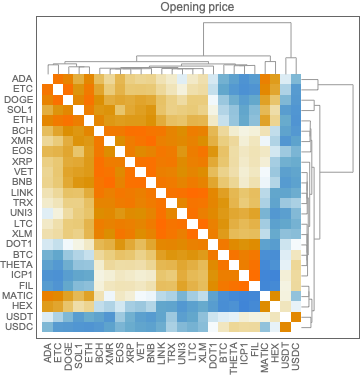 Opening price
ADA
ETC
DOGE
SOL1
ETH
BCH
XMR
EOS
XRP
VET
BNB
LINK
TRX
UNI3
LTC
XLM
DOT1
BTC
THETA
ICP1
FIL
MATIC
HEX
USDT
USDC
ADA ETC DOGE SOL1 ETH BCH XMR EOS XRP VET BNB LINK TRX UNI3 LTC XLM DOT1 BTC THETA ICP1 FIL MATIC HEX USDT USDC